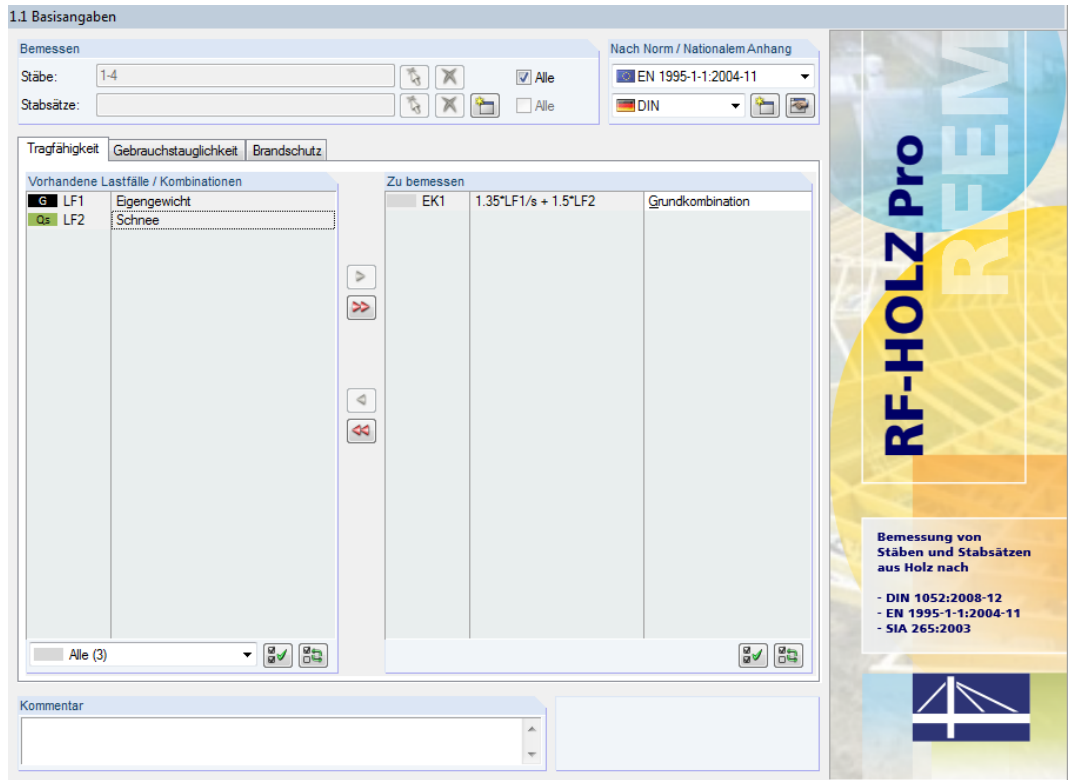 1.1 Basisangaben
Bemessen
Stäbe:
1-4
Alle
Stabsätze:
Alle
Nach Norm / Nationalem Anhang
EN 1995-1-1:2004-11
DIN
Tragfähigkeit
Gebrauchstauglichkeit
Brandschutz
Vorhandene Lastfälle / Kombinationen
G LF1 Eigengewicht
Qs LF2 Schnee
Alle (3)
Zu bemessen
EK1 1.35*LF1/s + 1.5*LF2 Grundkombination
Kommentar
RFEM
RF-HOLZ Pro
Bemessung von
Stäben und Stabsätzen
aus Holz nach
- DIN 1052:2008-12
- EN 1995-1-1:2004-11
- SIA 265:2003